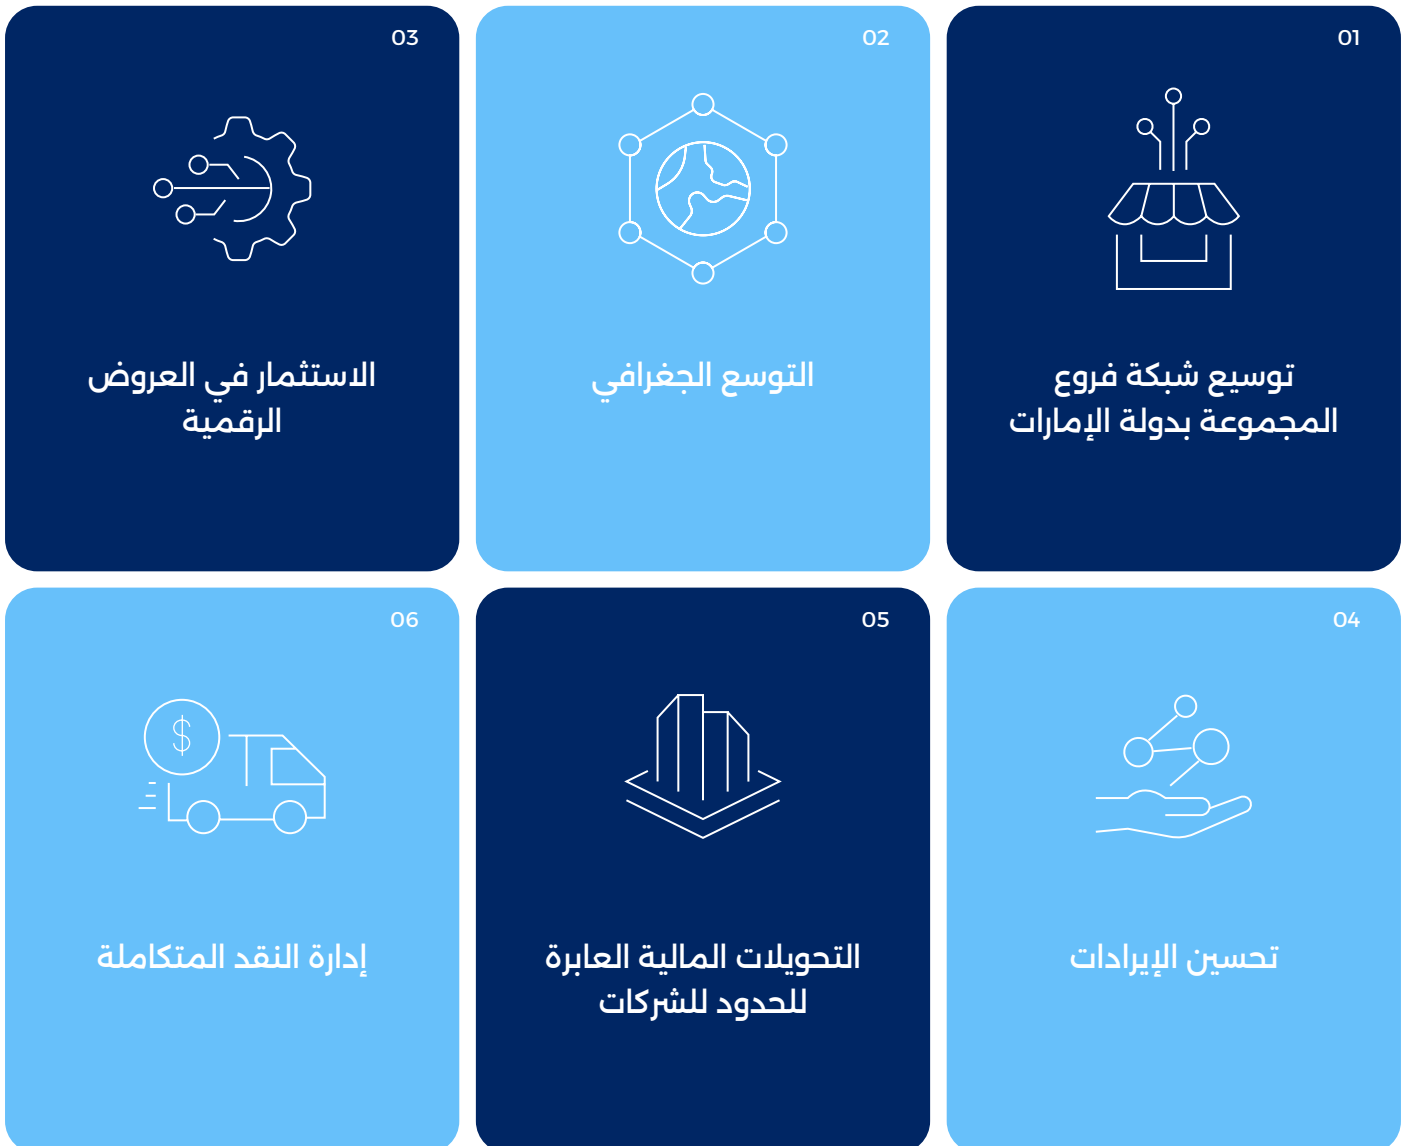 01
توسيع شبكة فروع
المجموعة بدولة الإمارات
02
التوسع الجغرافي
03
الاستثمار في العروض
الرقمية
04
تحسين الإيرادات
05
التحويلات المالية العابرة
للحدود للشركات
06
$
إدارة النقد المتكاملة